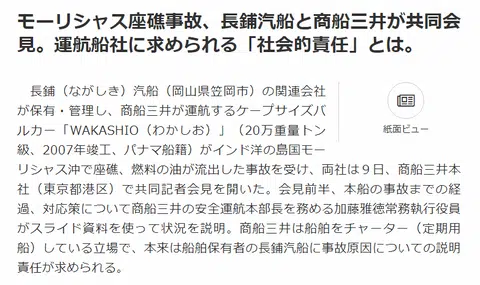 モーリシャス座礁事故、長鋪汽船と商船三井が共同会
見。運航船社に求められる「社会的責任」とは。
長鋪（ながしき）汽船（岡山県笠岡市）の関連会社
が保有・管理し、商船三井が運航するケープサイズバ
ルカー「WAKASHIO（わかしお）」（20万重量トン
級、2007年竣工、パナマ船籍）がインド洋の島国モー
リシャス沖で座礁、燃料の油が流出した事故を受け、両社は９日、商船三井本
社（東京都港区）で共同記者会見を開いた。会見前半、本船の事故までの経
過、対応策について商船三井の安全運航本部長を務める加藤雅徳常務執行役員
がスライド資料を使って状況を説明。商船三井は船舶をチャーター（定期用
船）している立場で、本来は船舶保有者の長鋪汽船に事故原因についての説明
責任が求められる。
紙面ビュー